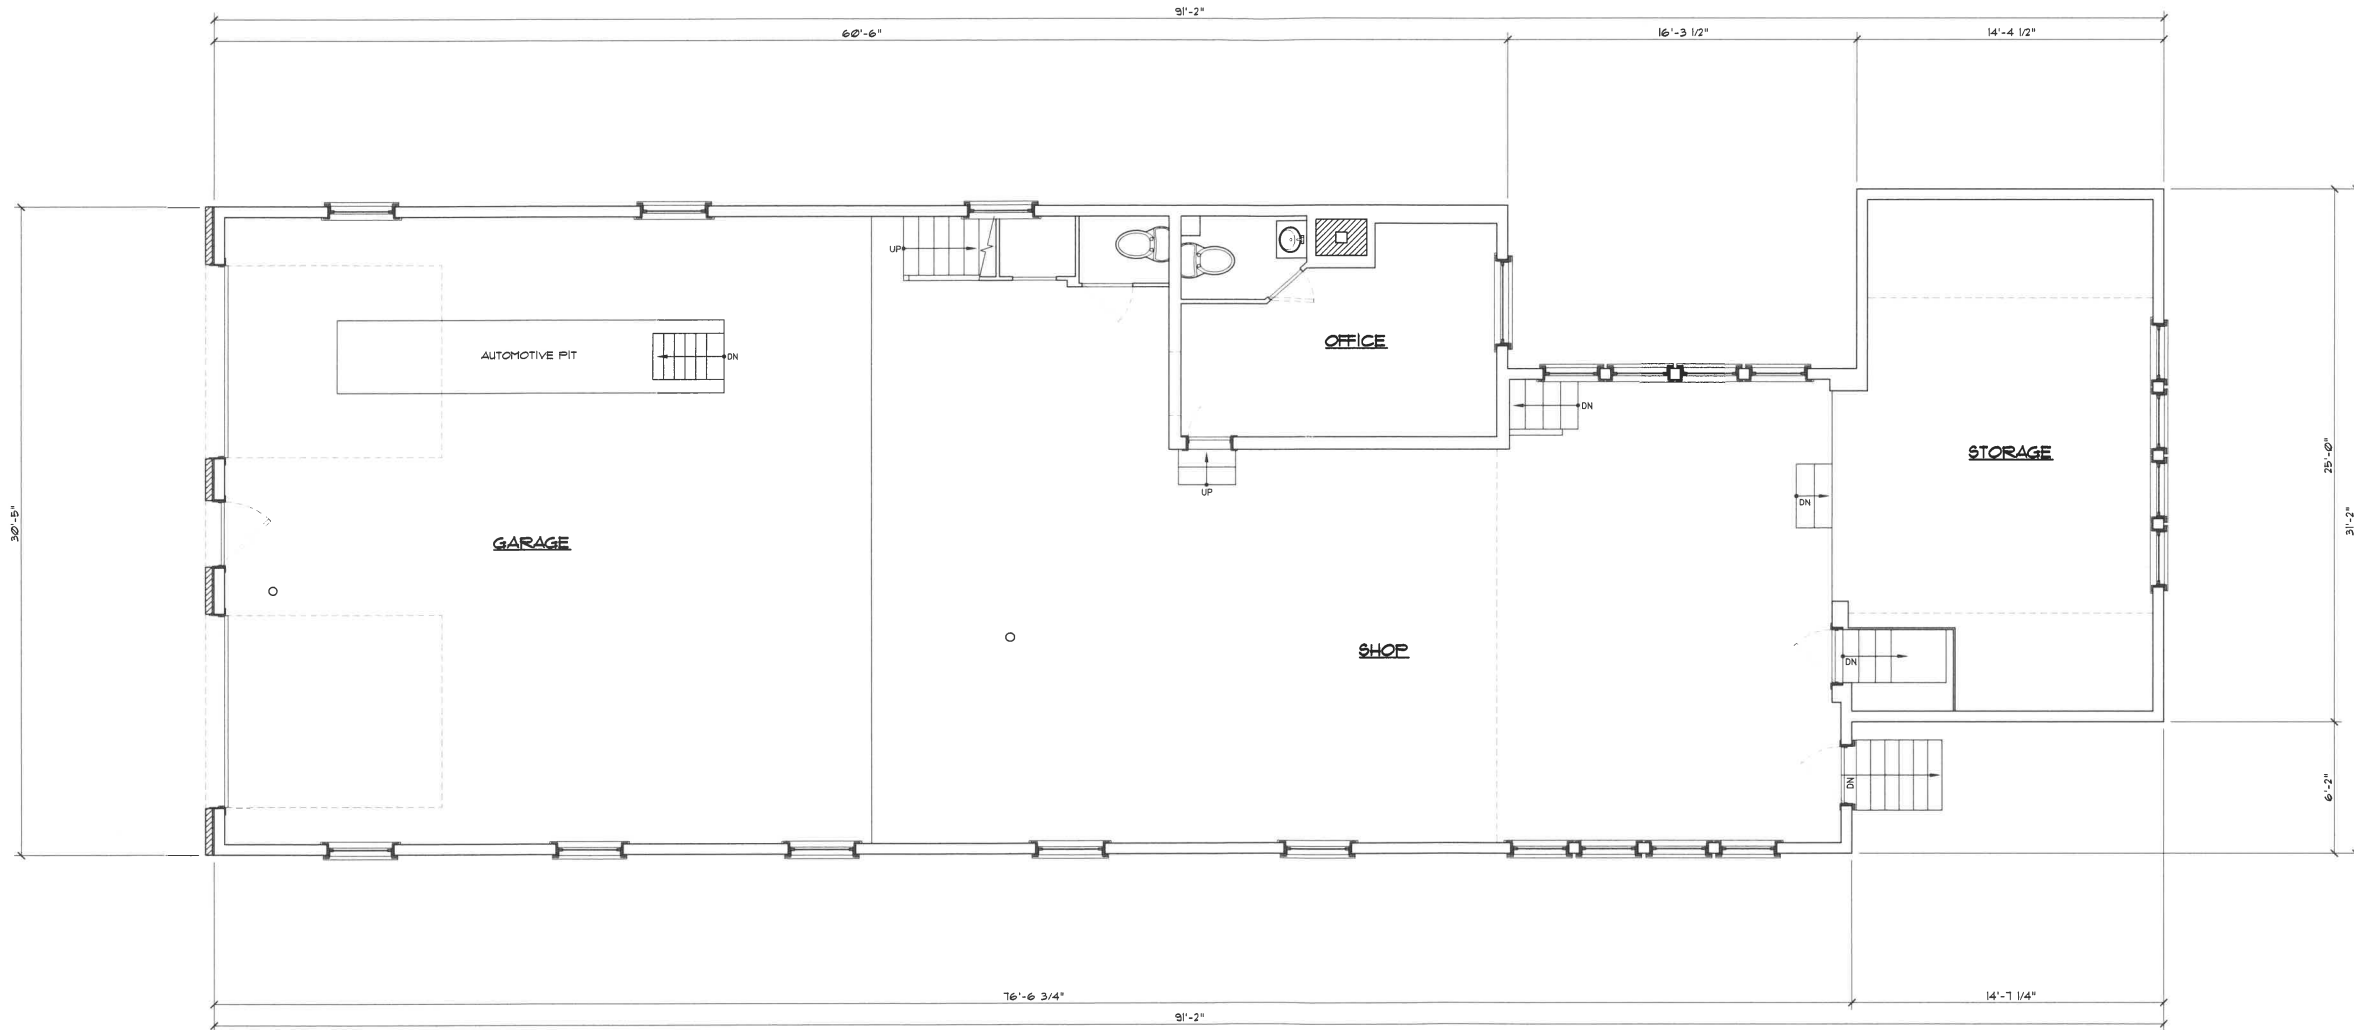 91'-2"
60'-6"
16'-3 1/2"
14'-4 1/2"
UP
OFFICE
AUTOMOTIVE PIT
DN
DN
STORAGE
25'-0"
UP
DN
30'-5"
31'-2"
GARAGE
SHOP
DN
DN
6'-2"
76'-6 3/4"
14'-7 1/4"
91'-2"